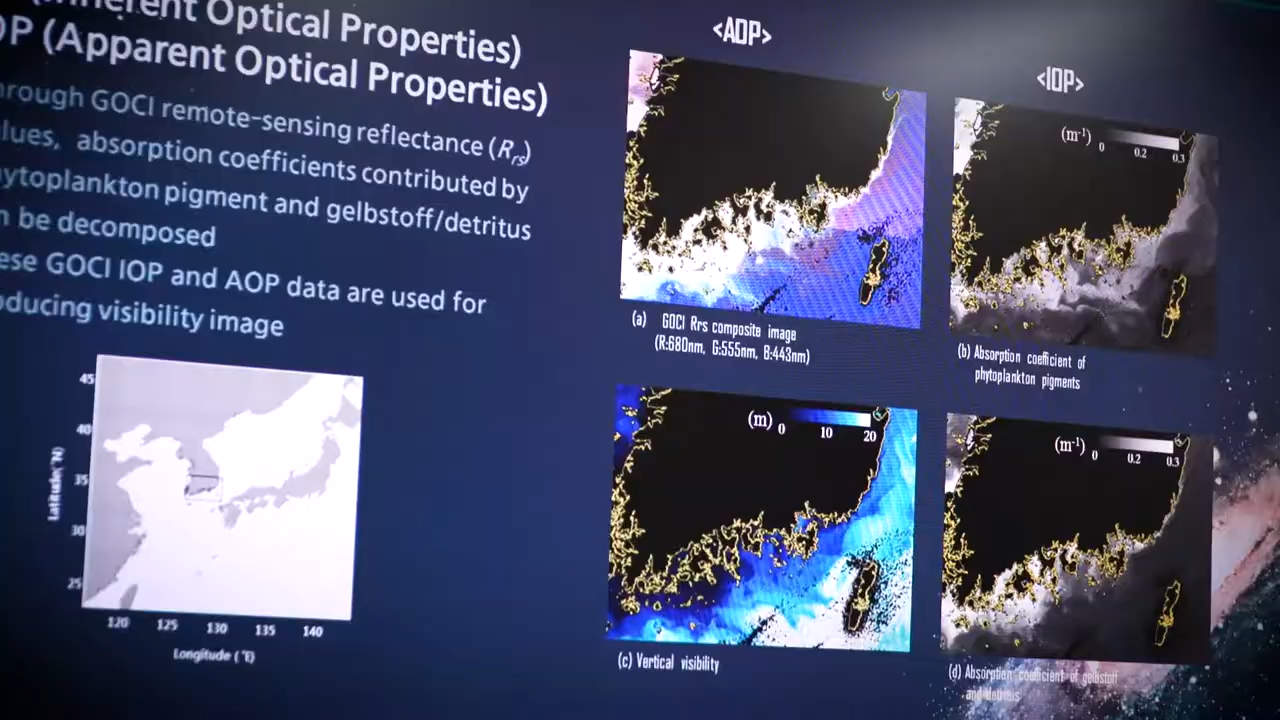 (Inherent Optical Properties)
OP (Apparent Optical Properties)
hrough GOCI remote-sensing reflectance (Rrs)
lues, absorption coefficients contributed by
ytoplankton pigment and gelbstoff/detritus
n be decomposed
ese GOCI IOP and AOP data are used for
oducing visibility image
45
40
35
30
25
Latitude(°N)
120 125 130 135 140
Longitude (°E)
<AOP>
(a) GOCI Rrs composite image
(R:680nm, G:555nm, B:443nm)
<IOP>
(m-1) 0 0.2 0.3
(b) Absorption coefficient of
phytoplankton pigments
(m) 0 10 20
(c) Vertical visibility
(m-1) 0 0.2 0.3
(d) Absorption coefficient of gelbstoff
and detritus